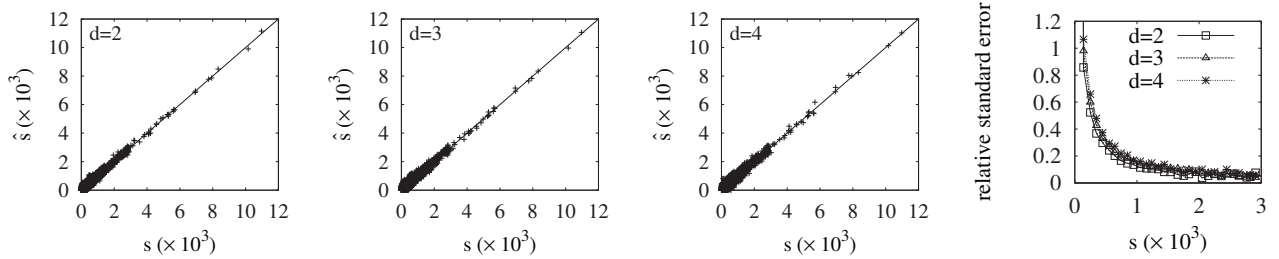 12
10
8
6
4
2
0
ŝ (× 10³)
d=2
0 2 4 6 8 10 12
s (× 10³)
12
10
8
6
4
2
0
ŝ (× 10³)
d=3
0 2 4 6 8 10 12
s (× 10³)
12
10
8
6
4
2
0
ŝ (× 10³)
d=4
0 2 4 6 8 10 12
s (× 10³)
relative standard error
1.2
1
0.8
0.6
0.4
0.2
0
d=2
d=3
d=4
0 1 2 3
s (× 10³)